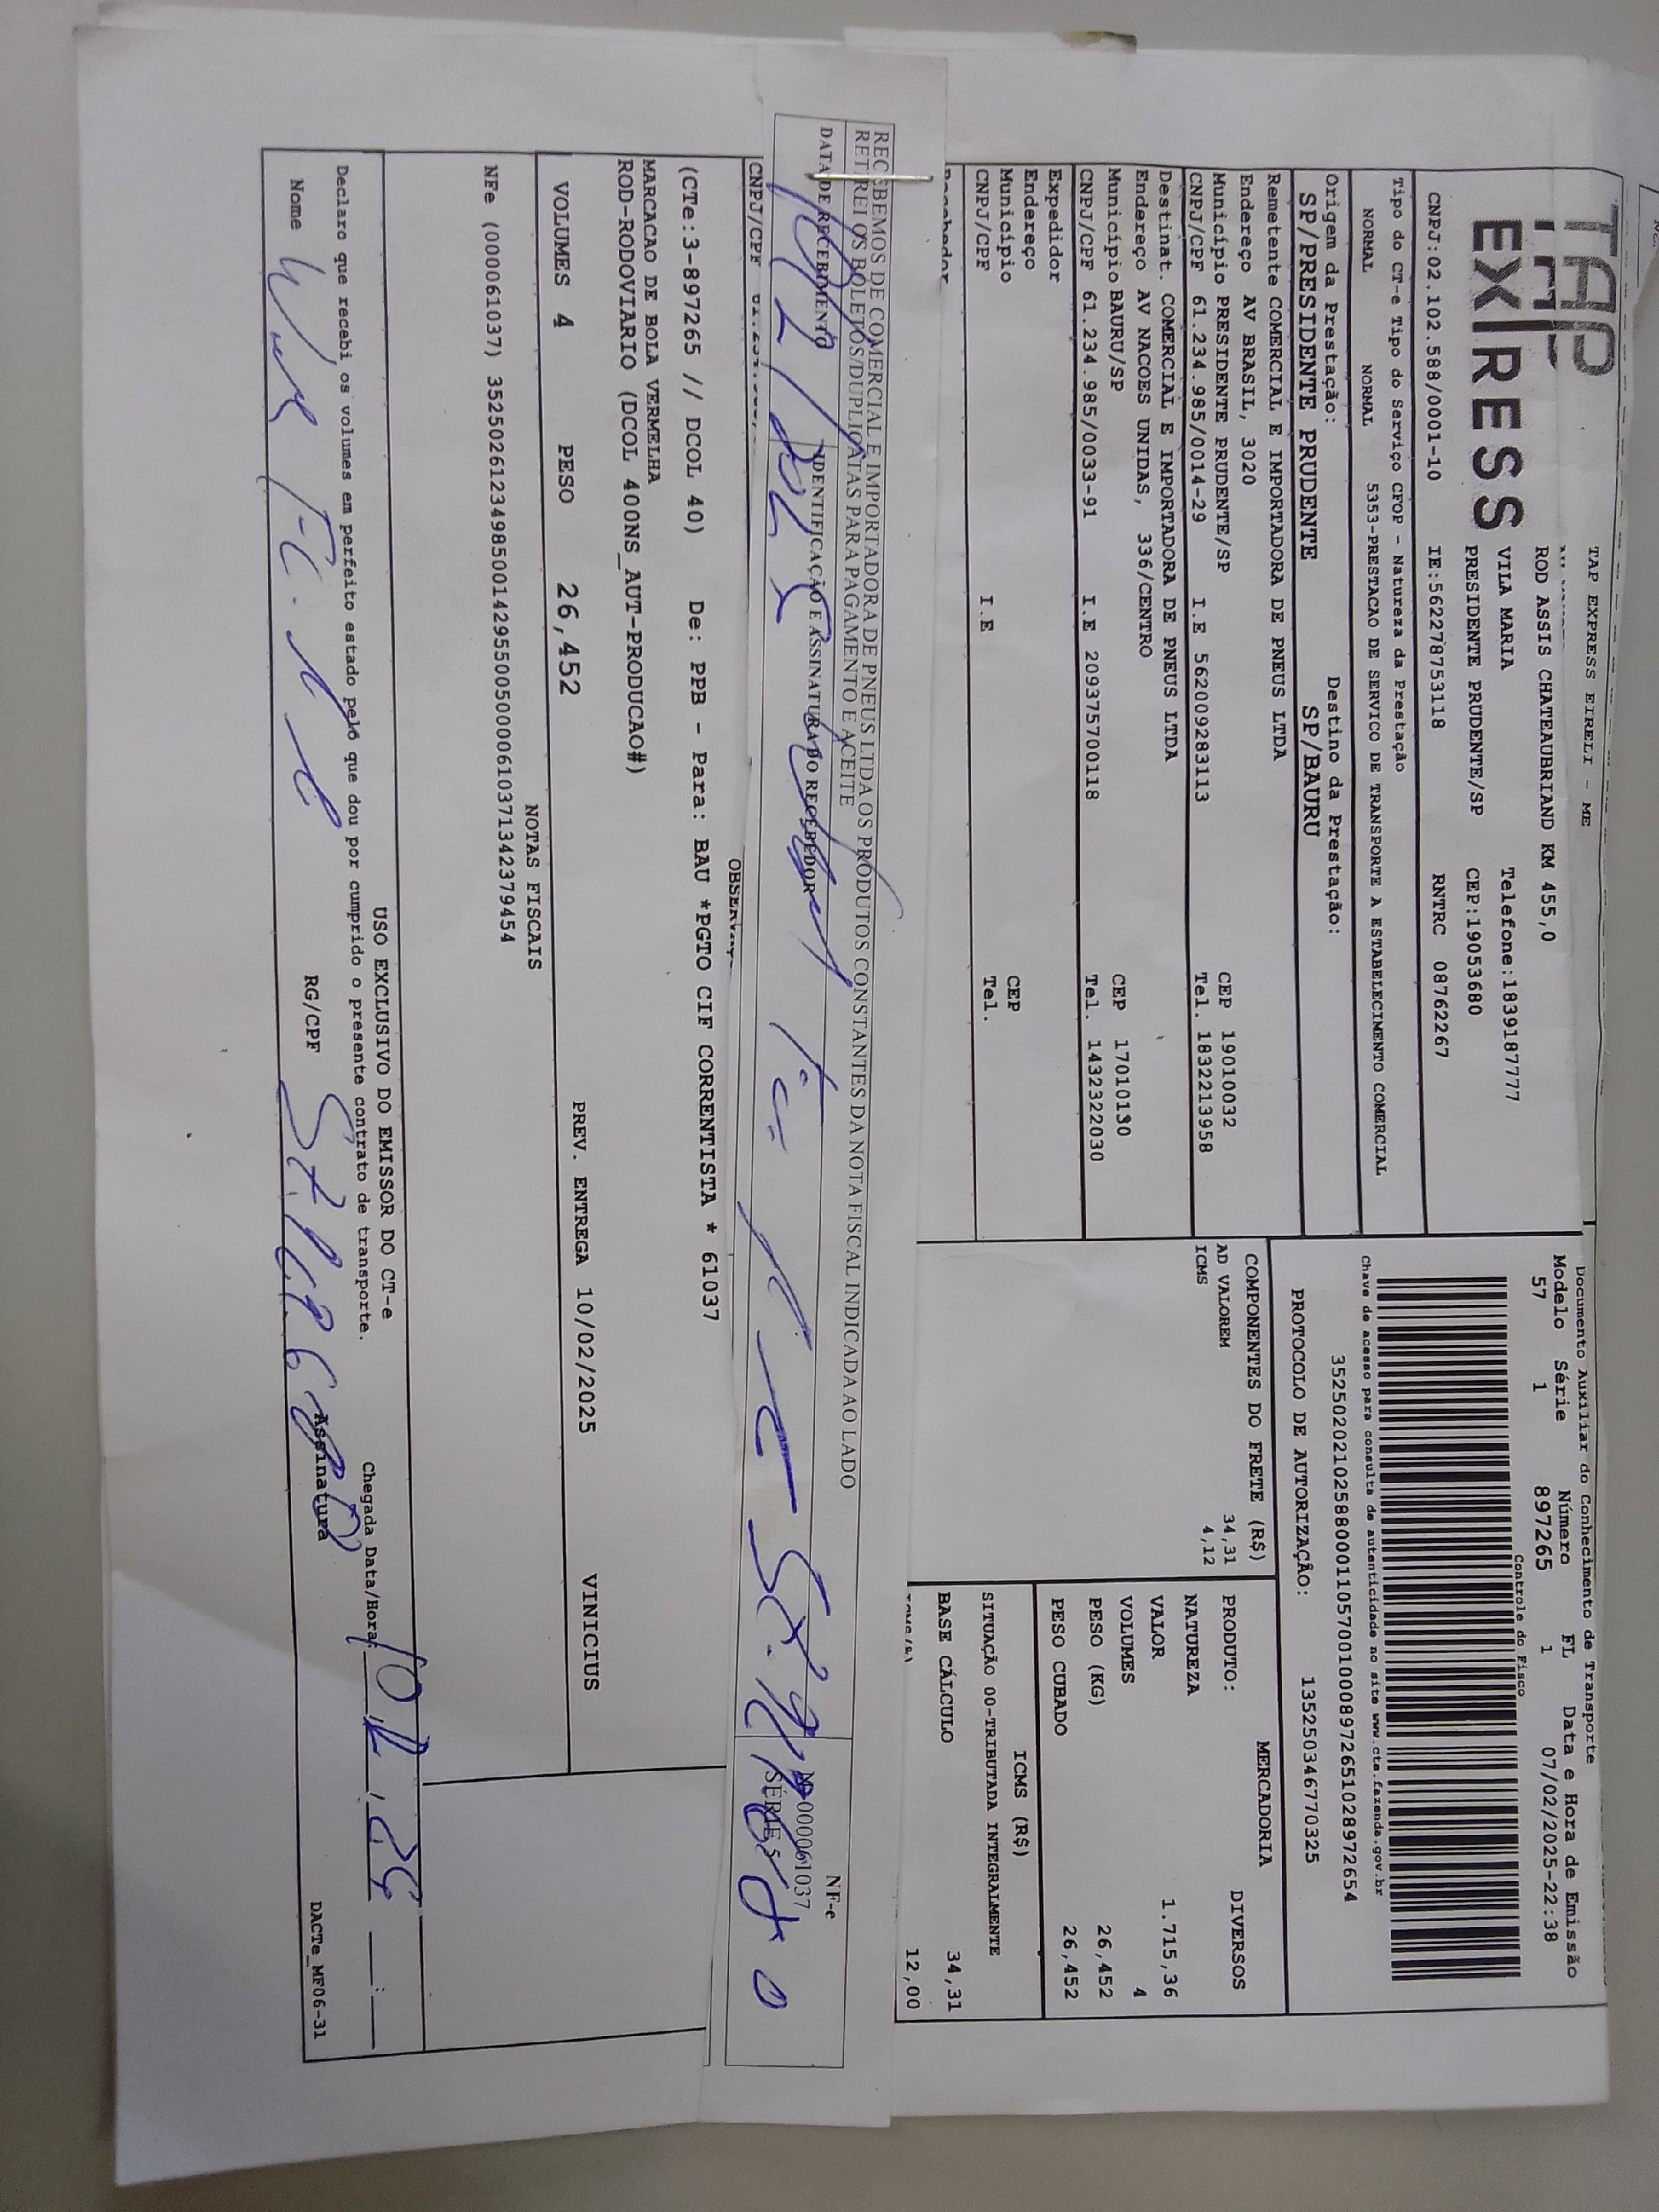 TAP
EXPRESS
TAP EXPRESS EIRELI - ME
ROD ASSIS CHATEAUBRIAND KM 455,0
VILA MARIA Telefone:1839187777
PRESIDENTE PRUDENTE/SP CEP:19053680
CNPJ:02.102.588/0001-10 IE:562278753118 RNTRC 08762267
Documento Auxiliar do Conhecimento de Transporte
Modelo Série Número FL Data e Hora de Emissão
57 1 897265 1 07/02/2025-22:38
Controle do Fisco
Chave de acesso para consulta de autenticidade no site www.cte.fazenda.gov.br
35250202102588000110570010008972651028972654
PROTOCOLO DE AUTORIZAÇÃO: 135250346770325
Tipo do CT-e Tipo do Serviço CFOP - Natureza da Prestação
NORMAL NORMAL 5353-PRESTACAO DE SERVICO DE TRANSPORTE A ESTABELECIMENTO COMERCIAL
Origem da Prestação: Destino da Prestação:
SP/PRESIDENTE PRUDENTE SP/BAURU
Remetente COMERCIAL E IMPORTADORA DE PNEUS LTDA
Endereço AV BRASIL, 3020
Município PRESIDENTE PRUDENTE/SP CEP 19010032
CNPJ/CPF 61.234.985/0014-29 I.E 562009283113 Tel. 1832213958
Destinat. COMERCIAL E IMPORTADORA DE PNEUS LTDA
Endereço AV NACOES UNIDAS, 336/CENTRO
Município BAURU/SP CEP 17010130
CNPJ/CPF 61.234.985/0033-91 I.E 209375700118 Tel. 1432322030
Expedidor
Endereço
Município CEP
CNPJ/CPF I.E Tel.
COMPONENTES DO FRETE (R$)
AD VALOREM 34,31
ICMS 4,12
MERCADORIA
PRODUTO: DIVERSOS
NATUREZA
VALOR 1.715,36
VOLUMES 4
PESO (KG) 26,452
PESO CUBADO 26,452
ICMS (R$)
SITUAÇÃO 00-TRIBUTADA INTEGRALMENTE
BASE CÁLCULO 34,31
12,00
RECEBEMOS DE COMERCIAL E IMPORTADORA DE PNEUS LTDA OS PRODUTOS CONSTANTES DA NOTA FISCAL INDICADA AO LADO
RETIREI OS BOLETOS/DUPLICATAS PARA PAGAMENTO E ACEITE
DATA DE RECEBIMENTO IDENTIFICAÇÃO E ASSINATURA DO RECEBEDOR
NF-e
Nº 000061037
SÉRIE 5
CNPJ/CPF
(CTe:3-897265 // DCOL 40) De: PPB - Para: BAU *PGTO CIF CORRENTISTA * 61037
MARCACAO DE BOLA VERMELHA
ROD-RODOVIARIO (DCOL 400NS_AUT-PRODUCAO#)
VOLUMES 4 PESO 26,452 PREV. ENTREGA 10/02/2025 VINICIUS
NOTAS FISCAIS
NFe (000061037) 35250261234985001429550050000610371342379454
USO EXCLUSIVO DO EMISSOR DO CT-e
Declaro que recebi os volumes em perfeito estado pelo que dou por cumprido o presente contrato de transporte.
Chegada Data/Hora:
Nome RG/CPF Assinatura
DACTe_MF06-31